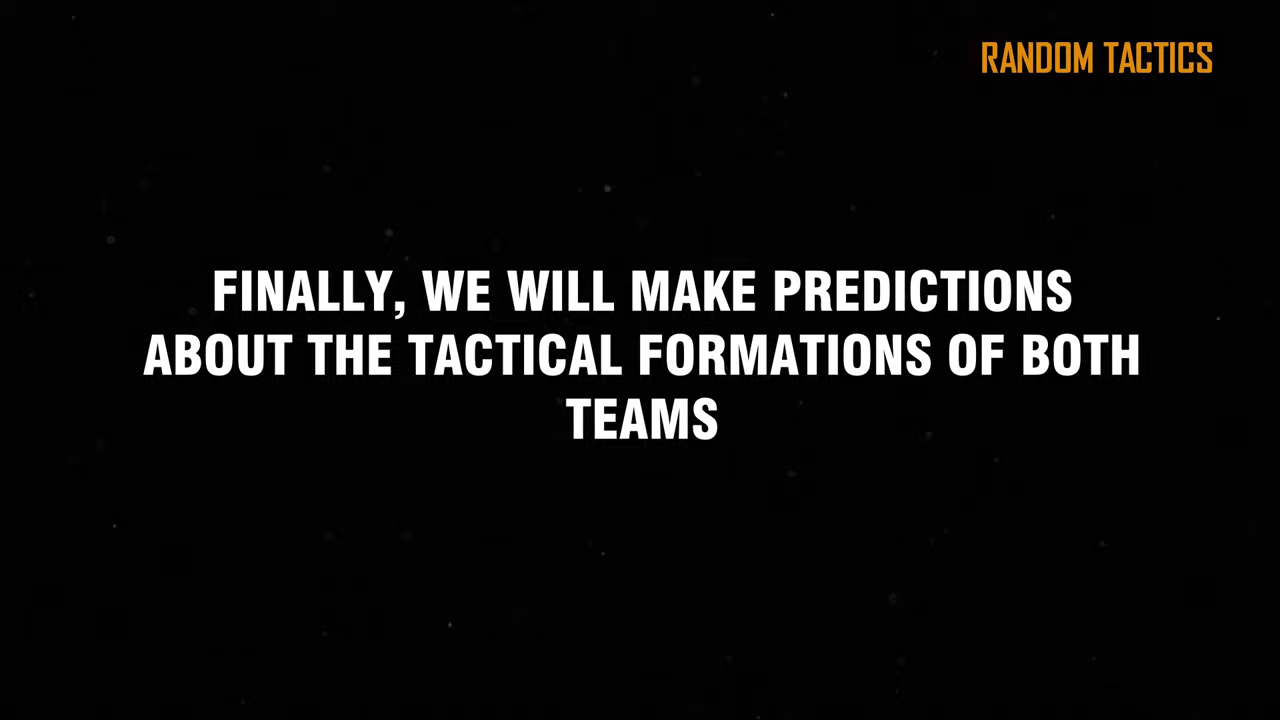 RANDOM TACTICS
FINALLY, WE WILL MAKE PREDICTIONS
ABOUT THE TACTICAL FORMATIONS OF BOTH
TEAMS